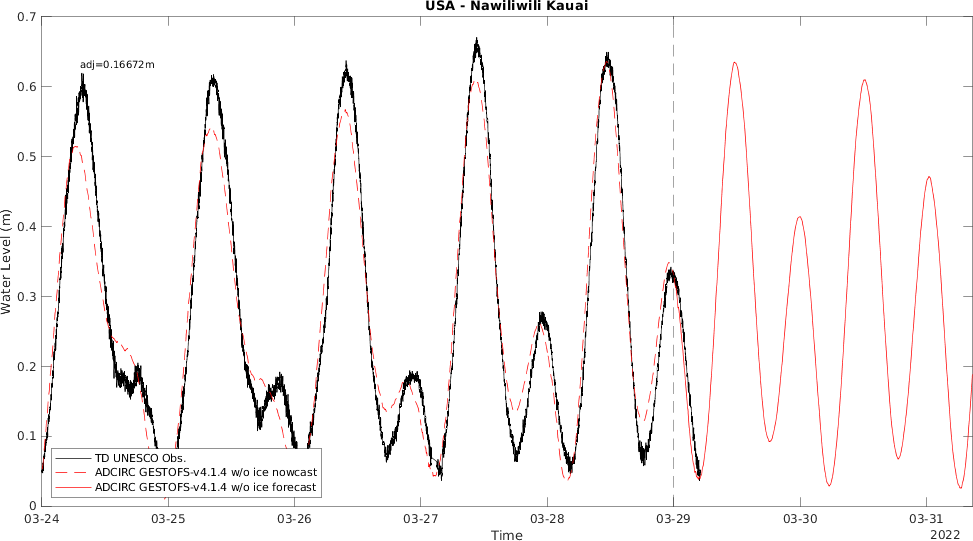 USA - Nawiliwili Kauai
adj=0.16672m
Water Level (m)
0.7
0.6
0.5
0.4
0.3
0.2
0.1
0
TD UNESCO Obs.
ADCIRC GESTOFS-v4.1.4 w/o ice nowcast
ADCIRC GESTOFS-v4.1.4 w/o ice forecast
03-24 03-25 03-26 03-27 03-28 03-29 03-30 03-31
Time
2022